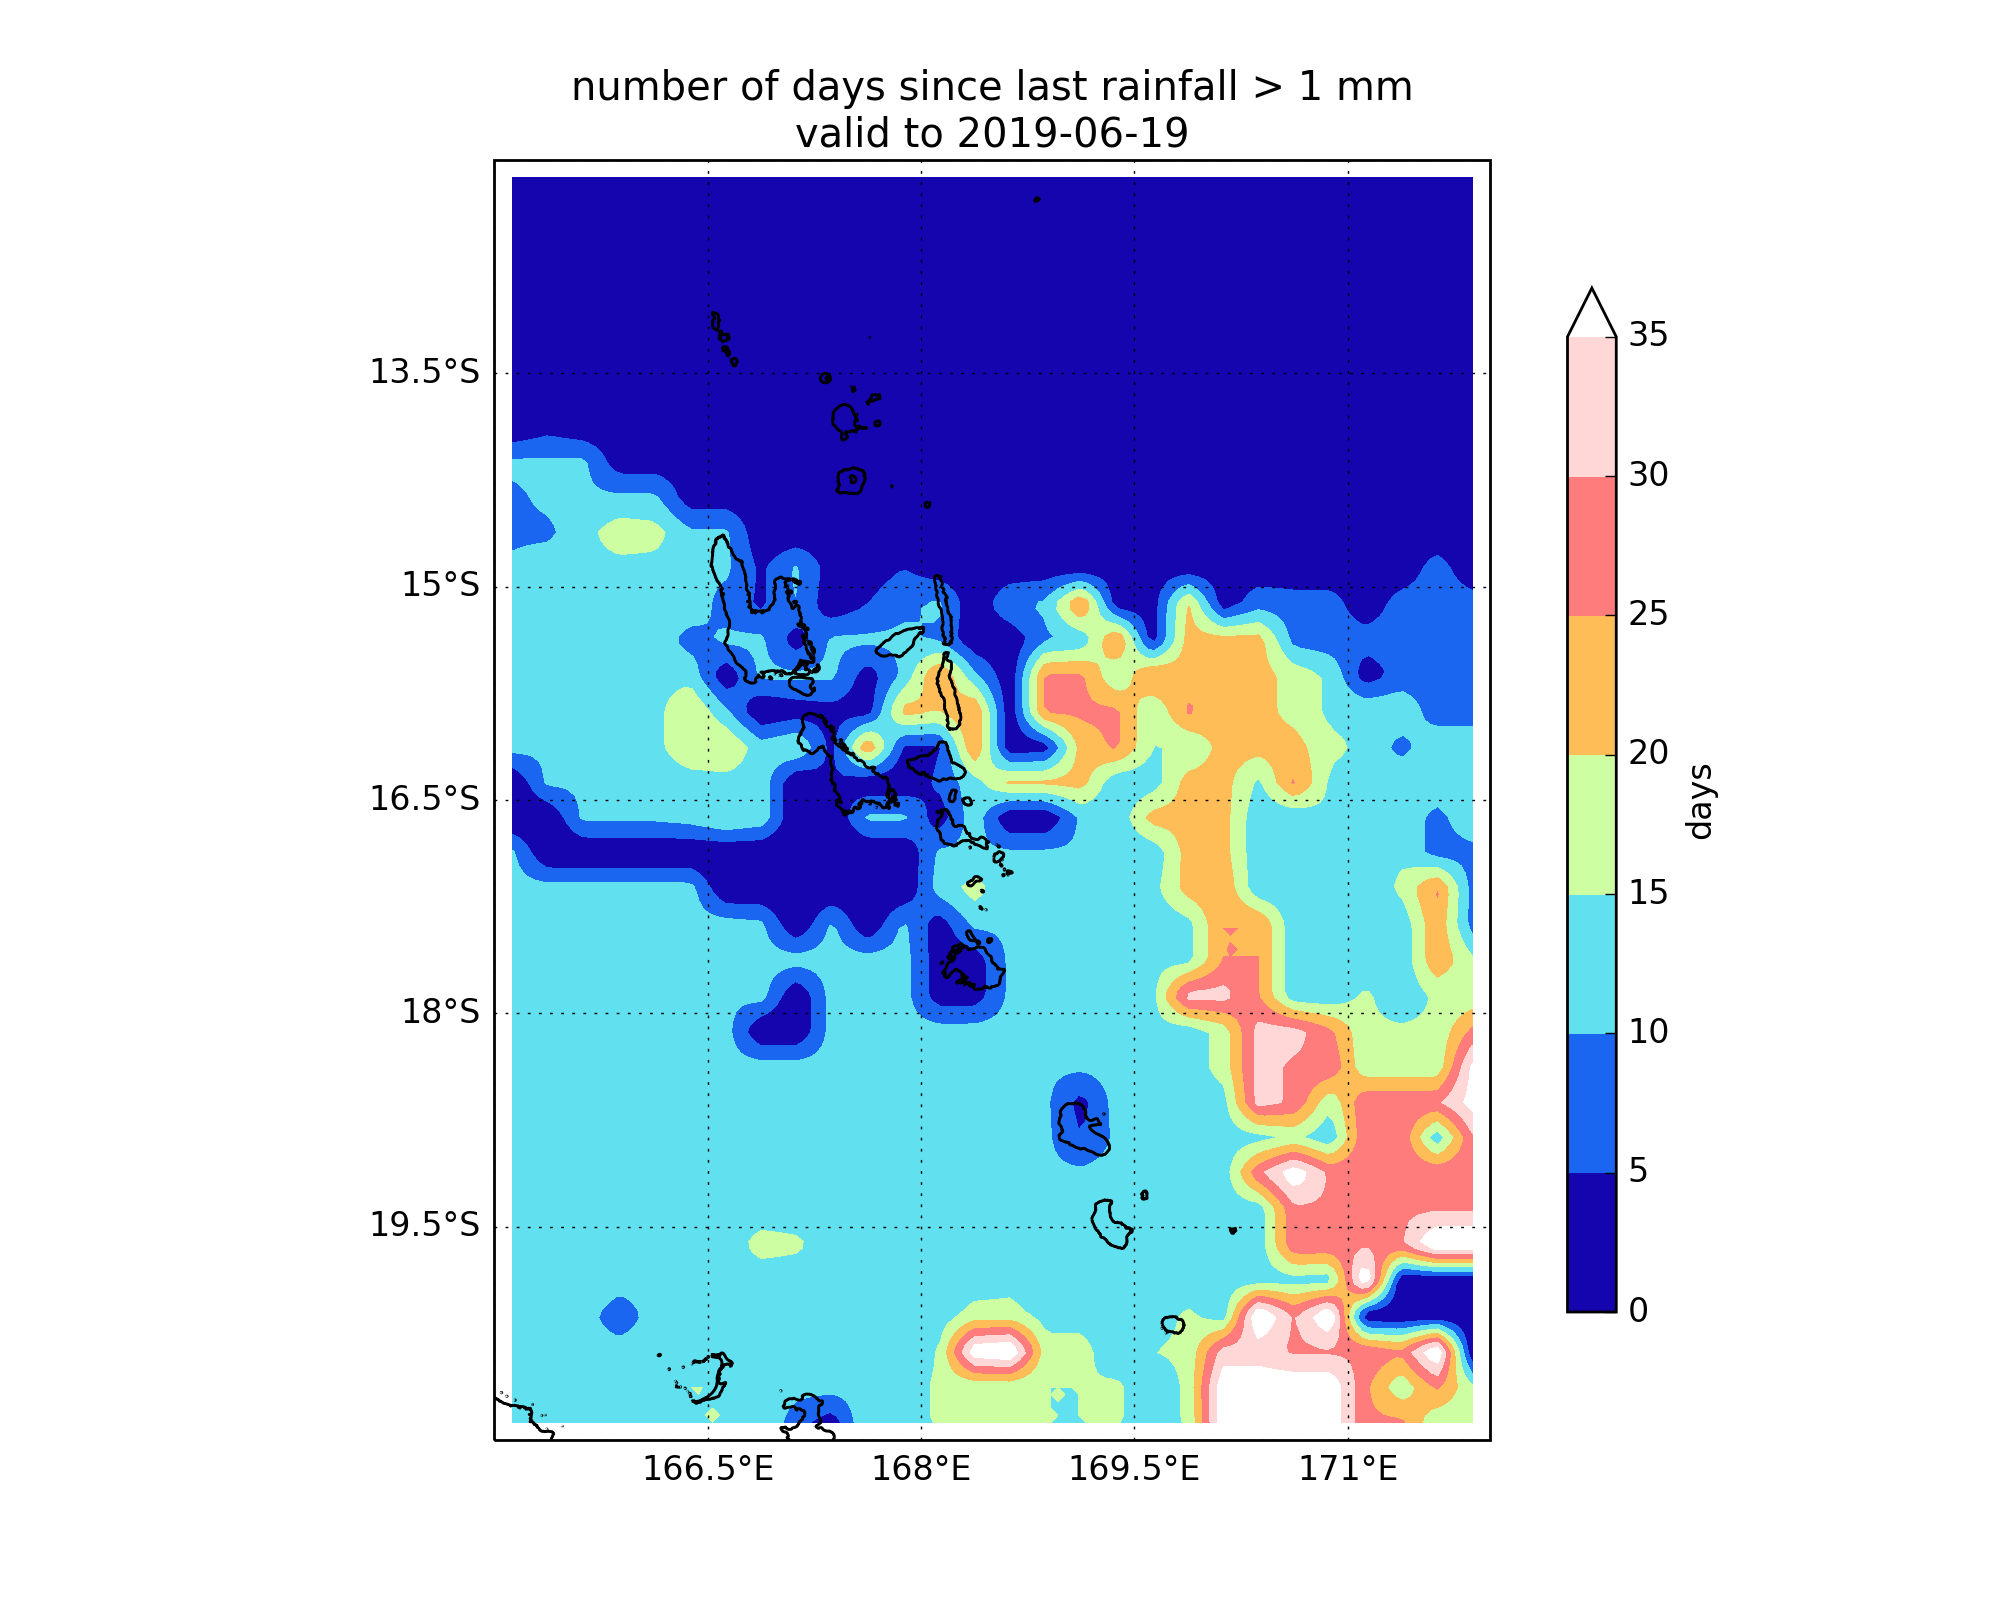 number of days since last rainfall > 1 mm
valid to 2019-06-19
13.5°S
15°S
16.5°S
18°S
19.5°S
166.5°E
168°E
169.5°E
171°E
35
30
25
20
15
10
5
0
days